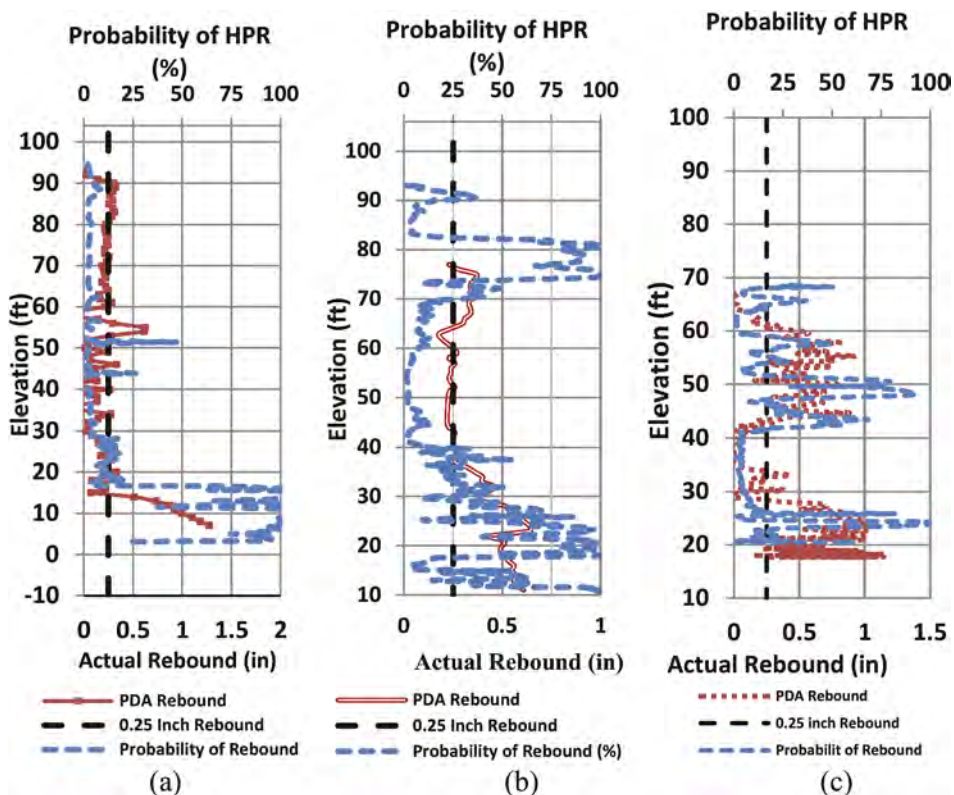 Probability of HPR
(%)
0 25 50 75 100
100
90
80
70
60
50
40
30
20
10
0
-10
Elevation (ft)
0 0.5 1 1.5 2
Actual Rebound (in)
PDA Rebound
0.25 Inch Rebound
Probability of Rebound
(a)
Probability of HPR
(%)
0 25 50 75 100
100
90
80
70
60
50
40
30
20
10
Elevation (ft)
0 0.5 1
Actual Rebound (in)
PDA Rebound
0.25 Inch Rebound
Probability of Rebound (%)
(b)
Probability of HPR
0 25 50 75 100
100
90
80
70
60
50
40
30
20
10
Elevation (ft)
0 0.5 1 1.5
Actual Rebound (in)
PDA Rebound
0.25 inch Rebound
Probabilit of Rebound
(c)